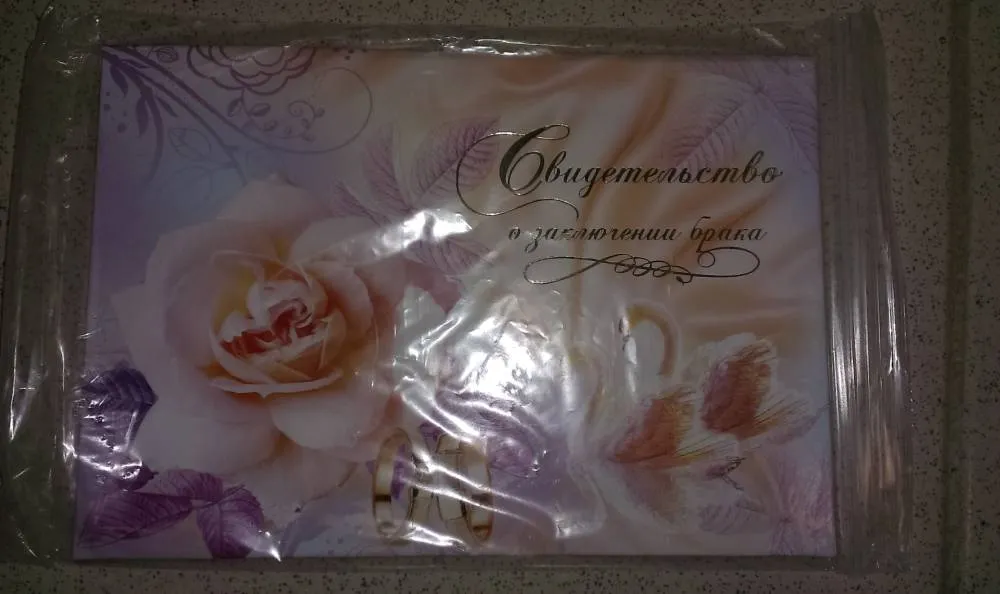 Свидетельство
о заключении брака